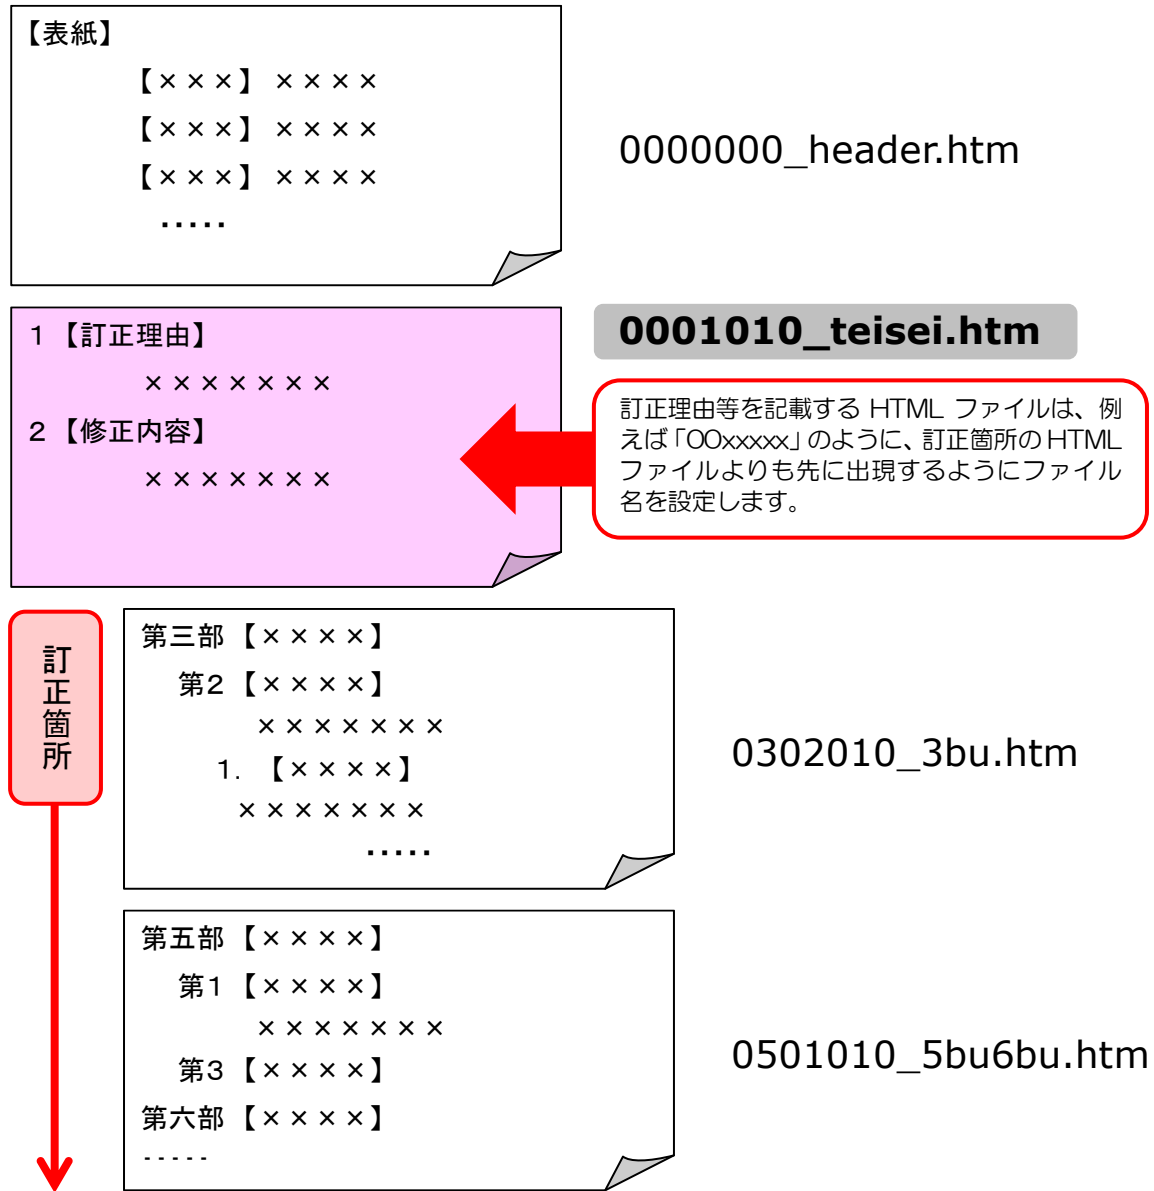 【表紙】
【×××】 ××××
【×××】 ××××
【×××】 ××××
.....
0000000_header.htm
1【訂正理由】
×××××××
2【修正内容】
×××××××
0001010_teisei.htm
訂正理由等を記載する HTML ファイルは、例
えば「00xxxxx」のように、訂正箇所の HTML
ファイルよりも先に出現するようにファイル
名を設定します。
訂正箇所
第三部【××××】
第2【××××】
×××××××
1. 【××××】
×××××××
.....
0302010_3bu.htm
第五部【××××】
第1【××××】
×××××××
第3【××××】
第六部【××××】
-----
0501010_5bu6bu.htm